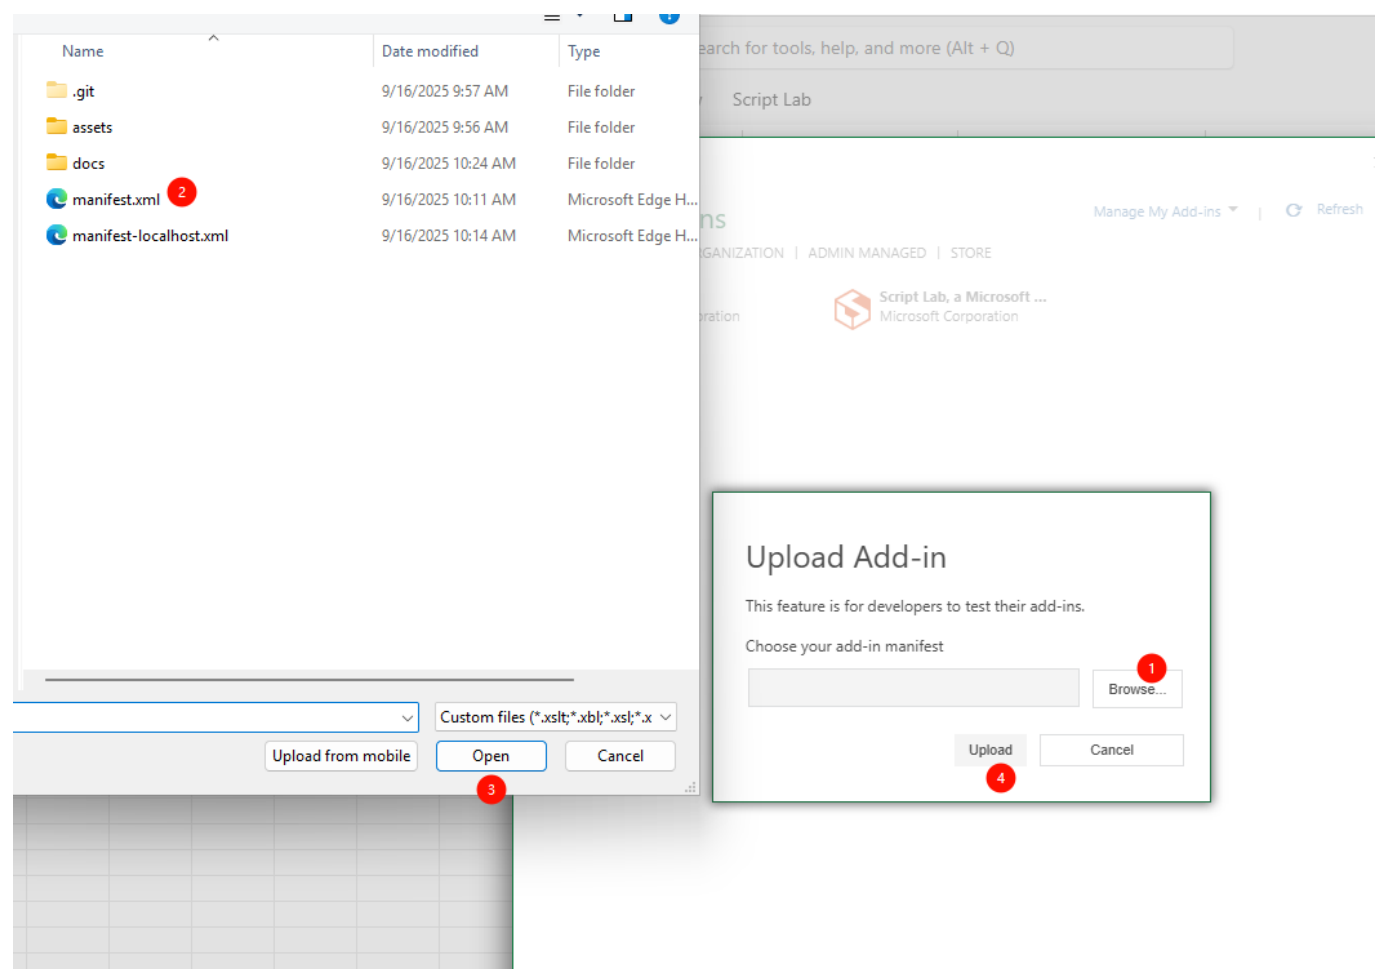 Name
Date modified
Type
.git
9/16/2025 9:57 AM
File folder
assets
9/16/2025 9:56 AM
File folder
docs
9/16/2025 10:24 AM
File folder
manifest.xml
2
9/16/2025 10:11 AM
Microsoft Edge H...
manifest-localhost.xml
9/16/2025 10:14 AM
Microsoft Edge H...
Custom files (*.xslt;*.xbl;*.xsl;*.x
Upload from mobile
Open
Cancel
3
earch for tools, help, and more (Alt + Q)
Script Lab
ns
Manage My Add-ins
|
Refresh
GANIZATION | ADMIN MANAGED | STORE
oration
Script Lab, a Microsoft ...
Microsoft Corporation
Upload Add-in
This feature is for developers to test their add-ins.
Choose your add-in manifest
1
Browse...
Upload
Cancel
4